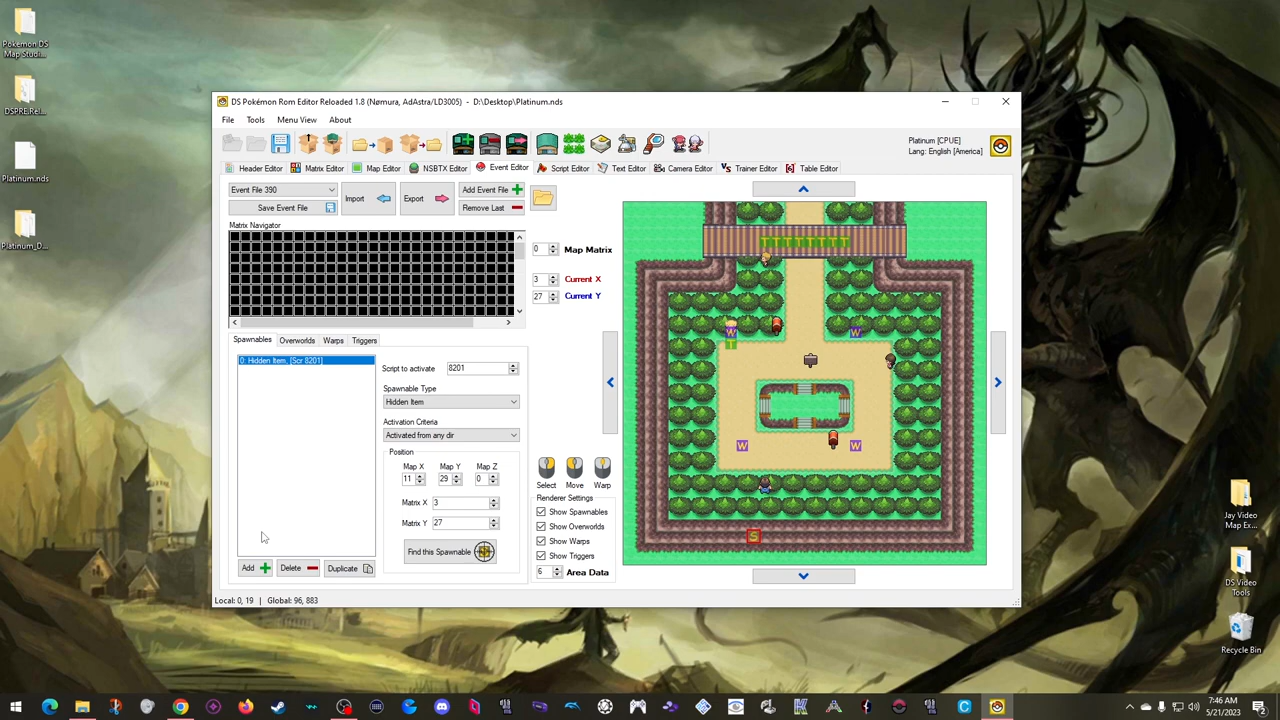 Pokemon DS
Map Studi...
DSPRE.Rel...
Platinum.nds
Platinum_D...
DS Pokémon Rom Editor Reloaded 1.8 (Nømura, AdAstra/LD3005) - D:\Desktop\Platinum.nds
File Tools Menu View About
Platinum [CPUE]
Lang: English [America]
Header Editor Matrix Editor Map Editor NSBTX Editor Event Editor Script Editor Text Editor Camera Editor Trainer Editor Table Editor
Event File 390
Import
Export
Add Event File
Save Event File
Remove Last
Matrix Navigator
0 Map Matrix
3 Current X
27 Current Y
Spawnables Overworlds Warps Triggers
0: Hidden Item, [Scr 8201]
Script to activate 8201
Spawnable Type
Hidden Item
Activation Criteria
Activated from any dir
Position
Map X Map Y Map Z
11 29 0
Matrix X 3
Matrix Y 27
Find this Spawnable
Add Delete Duplicate
Select Move Warp
Renderer Settings
Show Spawnables
Show Overworlds
Show Warps
Show Triggers
6 Area Data
TTTTTTTT
W W
T
W W
S
Local: 0, 19 | Global: 96, 883
Jay Video
Map Ex...
DS Video
Tools
Recycle Bin
7:46 AM
5/21/2023